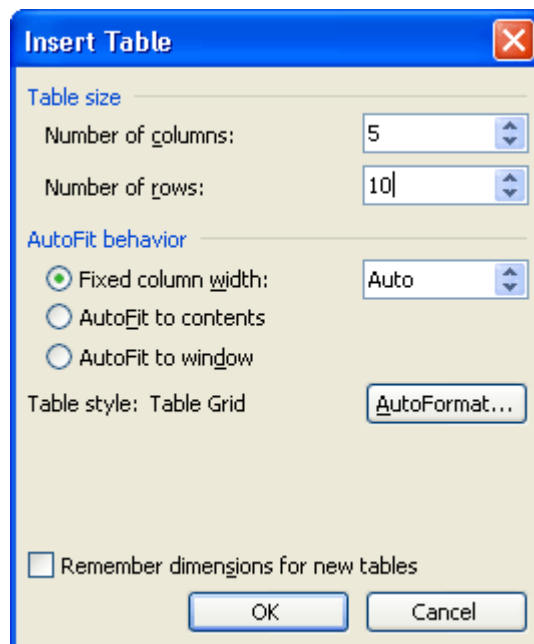 Insert Table
Table size
Number of columns: 5
Number of rows: 10
AutoFit behavior
Fixed column width: Auto
AutoFit to contents
AutoFit to window
Table style: Table Grid AutoFormat...
Remember dimensions for new tables
OK Cancel